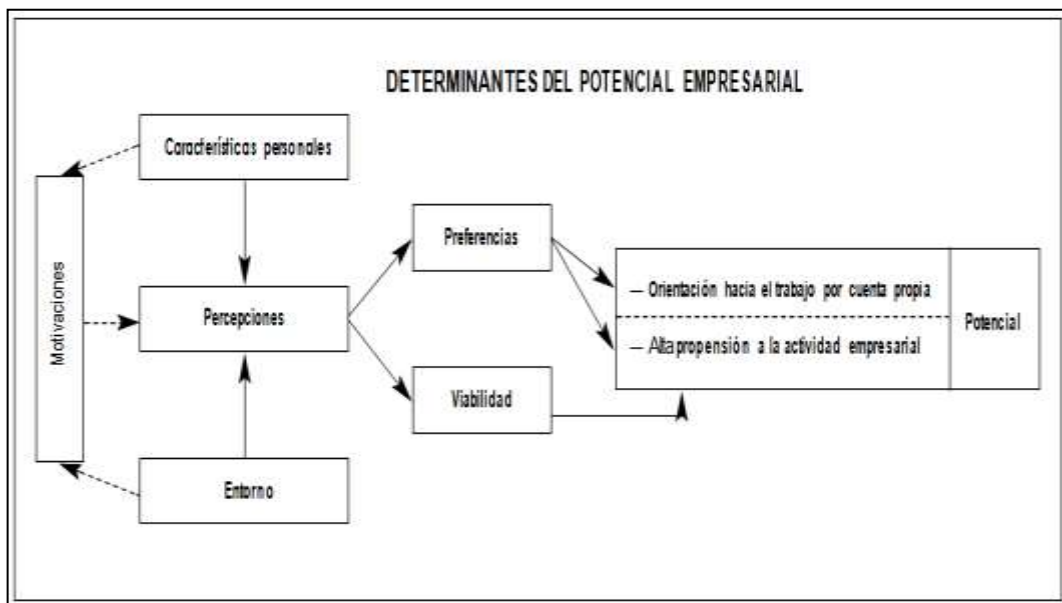 DETERMINANTES DEL POTENCIAL EMPRESARIAL
Características personales
Motivaciones
Percepciones
Entorno
Preferencias
Viabilidad
— Orientación hacia el trabajo por cuenta propia
— Alta propensión a la actividad empresarial
Potencial